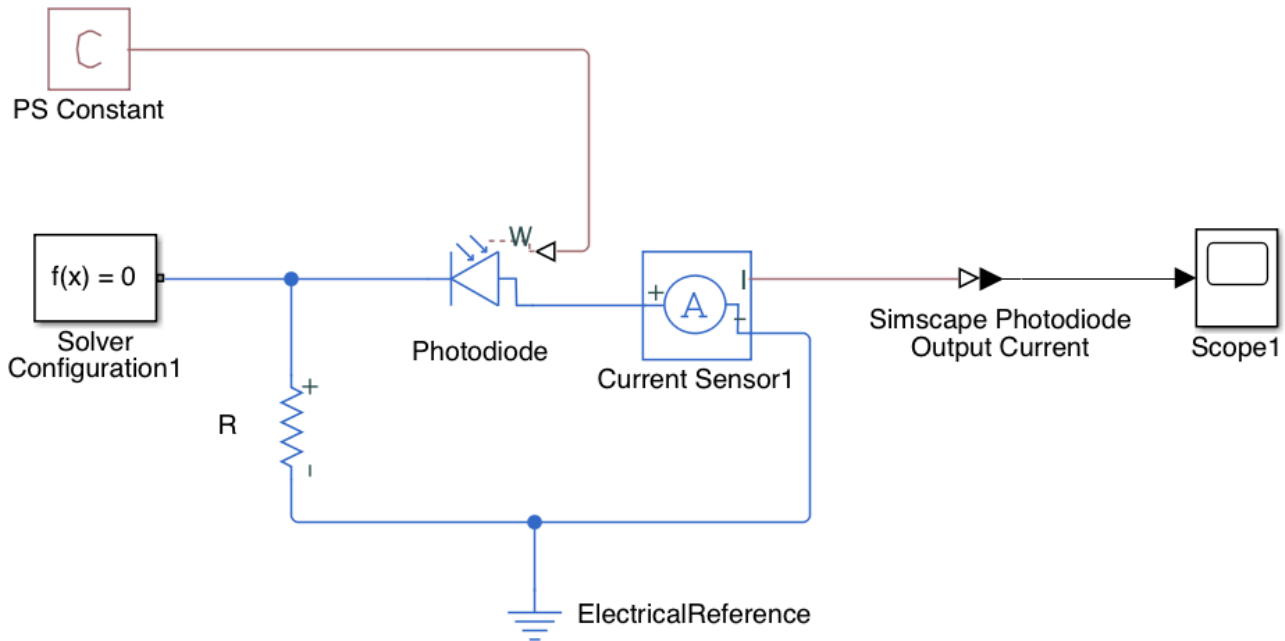 C
PS Constant
W
f(x) = 0
Solver
Configuration1
Photodiode
+
A
I
-
Current Sensor1
Simscape Photodiode
Output Current
Scope1
+
R
-
ElectricalReference